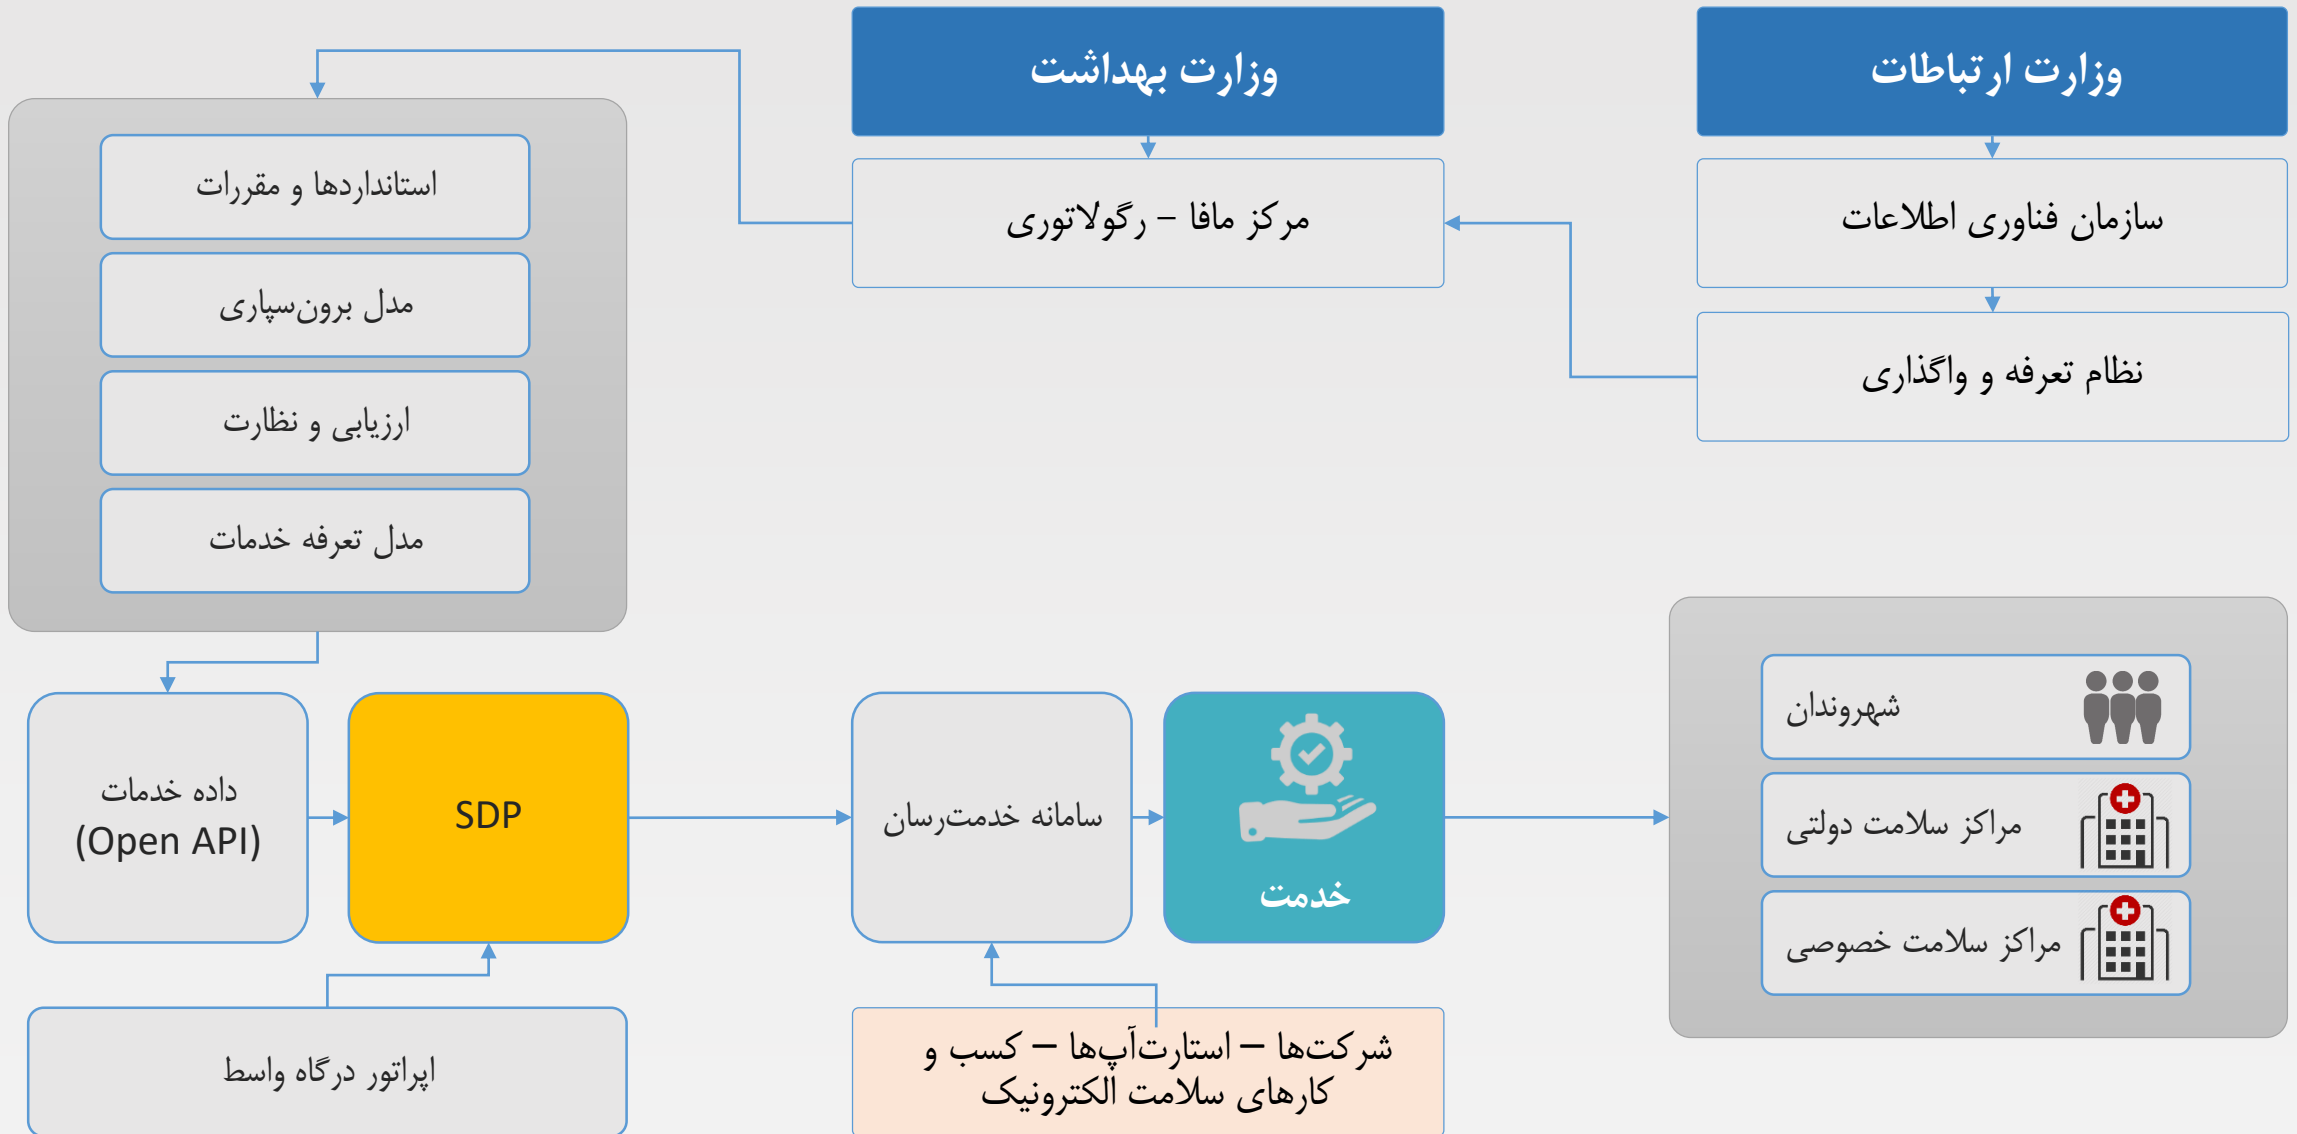 وزارت ارتباطات
وزارت بهداشت
سازمان فناوری اطلاعات
مرکز مافا – رگولاتوری
نظام تعرفه و واگذاری
استانداردها و مقررات
مدل برون‌سپاری
ارزیابی و نظارت
مدل تعرفه خدمات
داده خدمات
(Open API)
SDP
سامانه خدمت‌رسان
خدمت
شهروندان
مراکز سلامت دولتی
مراکز سلامت خصوصی
اپراتور درگاه واسط
شرکت‌ها – استارت‌آپ‌ها – کسب و
کارهای سلامت الکترونیک